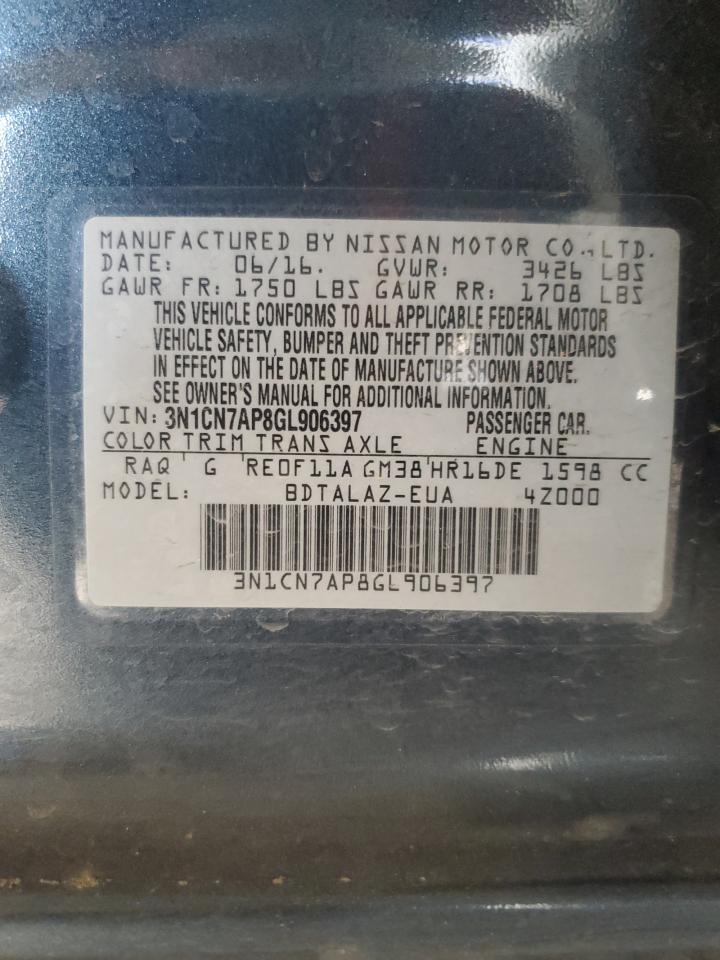 MANUFACTURED BY NISSAN MOTOR CO., LTD.
DATE: 06/16. GVWR: 3426 LBS
GAWR FR: 1750 LBS GAWR RR: 1708 LBS
THIS VEHICLE CONFORMS TO ALL APPLICABLE FEDERAL MOTOR
VEHICLE SAFETY, BUMPER AND THEFT PREVENTION STANDARDS
IN EFFECT ON THE DATE OF MANUFACTURE SHOWN ABOVE.
SEE OWNER'S MANUAL FOR ADDITIONAL INFORMATION.
VIN: 3N1CN7AP8GL906397 PASSENGER CAR.
COLOR TRIM TRANS AXLE ENGINE
RAQ G RE0F11A GM38 HR16DE 1598 CC
MODEL: BDTALAZ-EUA 4Z000
3N1CN7AP8GL906397